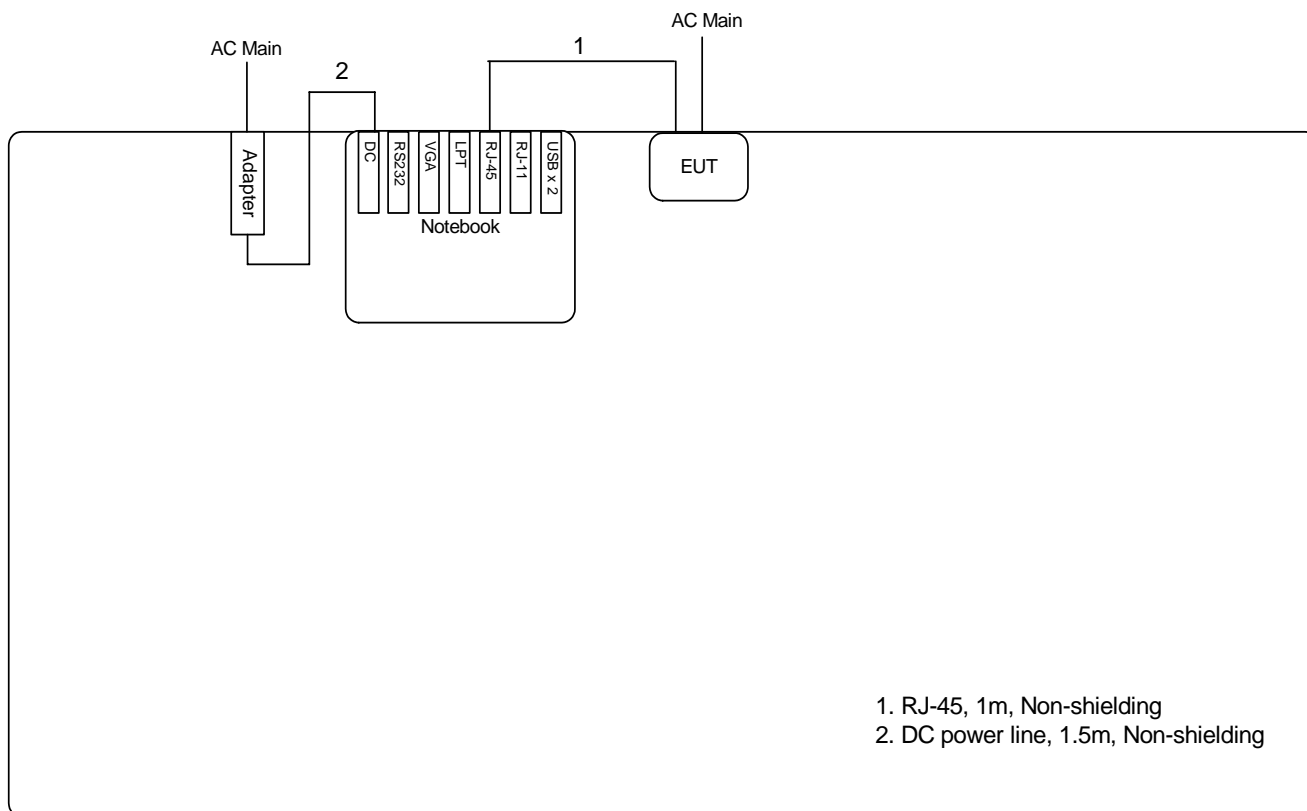 AC Main
1
AC Main
2
Adapter
DC
RS232
VGA
LPT
RJ-45
RJ-11
USB x 2
Notebook
EUT
1. RJ-45, 1m, Non-shielding
2. DC power line, 1.5m, Non-shielding